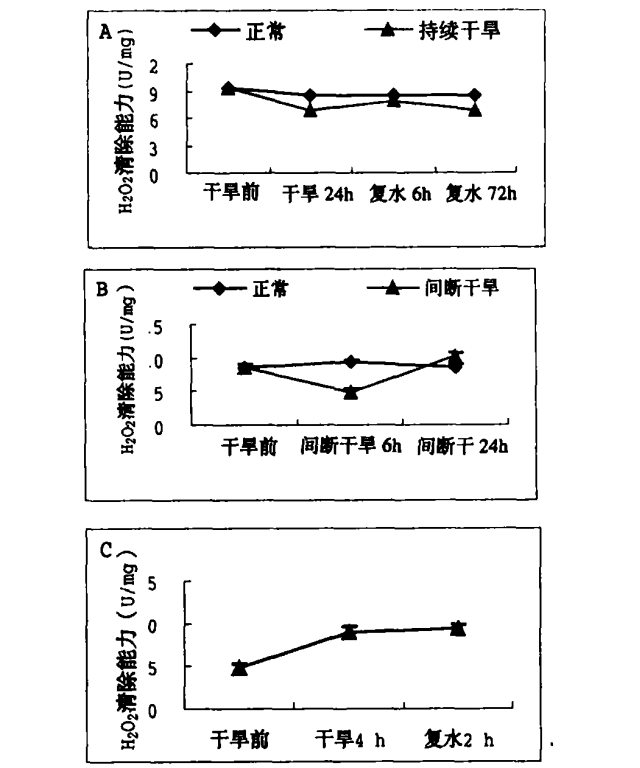 A
正常 持续干旱
H₂O₂清除能力(U/mg)
2
9
6
3
0
干旱前 干旱 24h 复水 6h 复水 72h
B
正常 间断干旱
H₂O₂清除能力(U/mg)
.5
.0
5
0
干旱前 间断干旱 6h 间断干 24h
C
H₂O₂清除能力(U/mg)
5
0
5
0
干旱前 干旱4 h 复水2 h